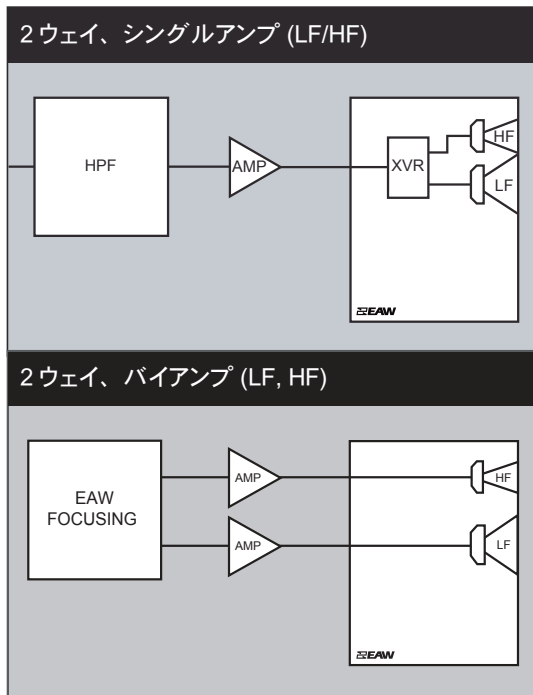 2ウェイ、シングルアンプ (LF/HF)
HPF
AMP
XVR
HF
LF
EAW
2ウェイ、バイアンプ (LF, HF)
EAW
FOCUSING
AMP
HF
AMP
LF
EAW